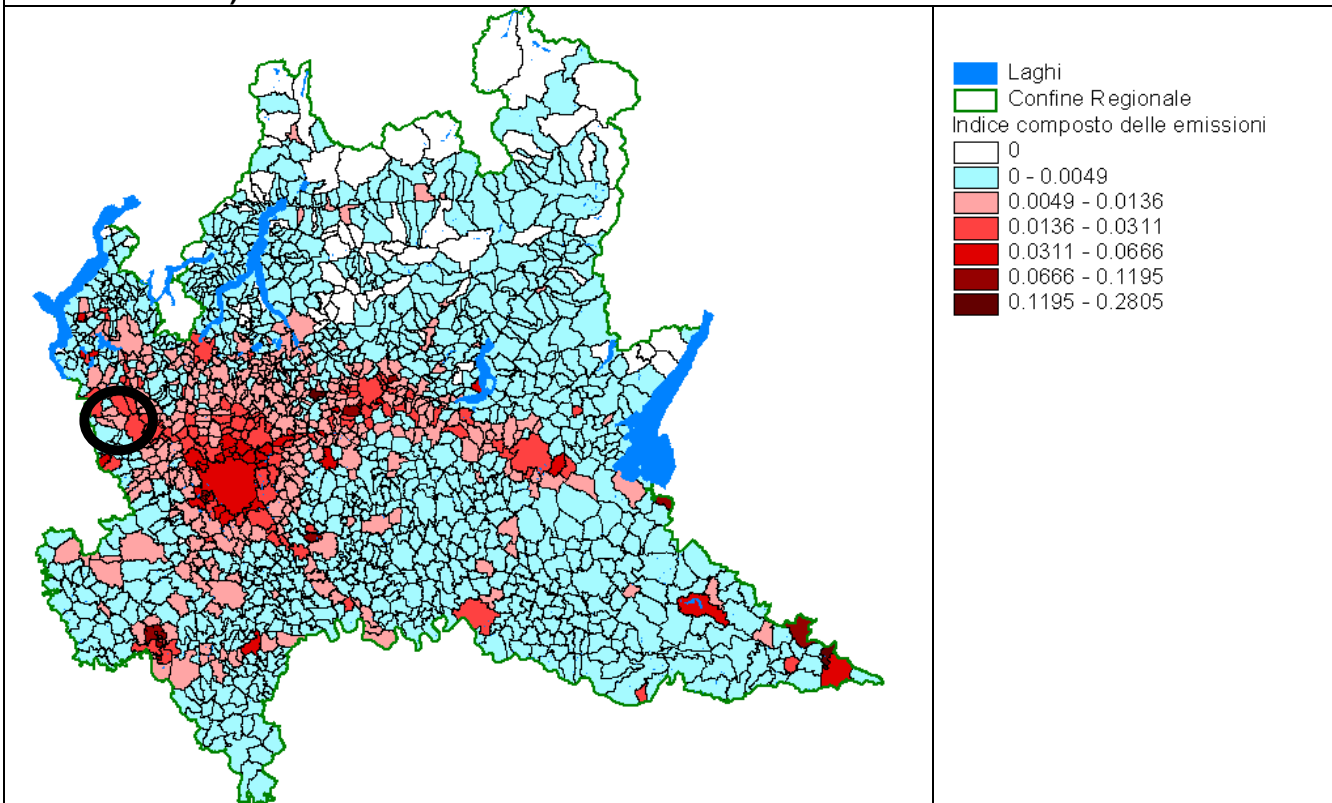 Laghi
Confine Regionale
Indice composto delle emissioni
0
0 - 0.0049
0.0049 - 0.0136
0.0136 - 0.0311
0.0311 - 0.0666
0.0666 - 0.1195
0.1195 - 0.2805